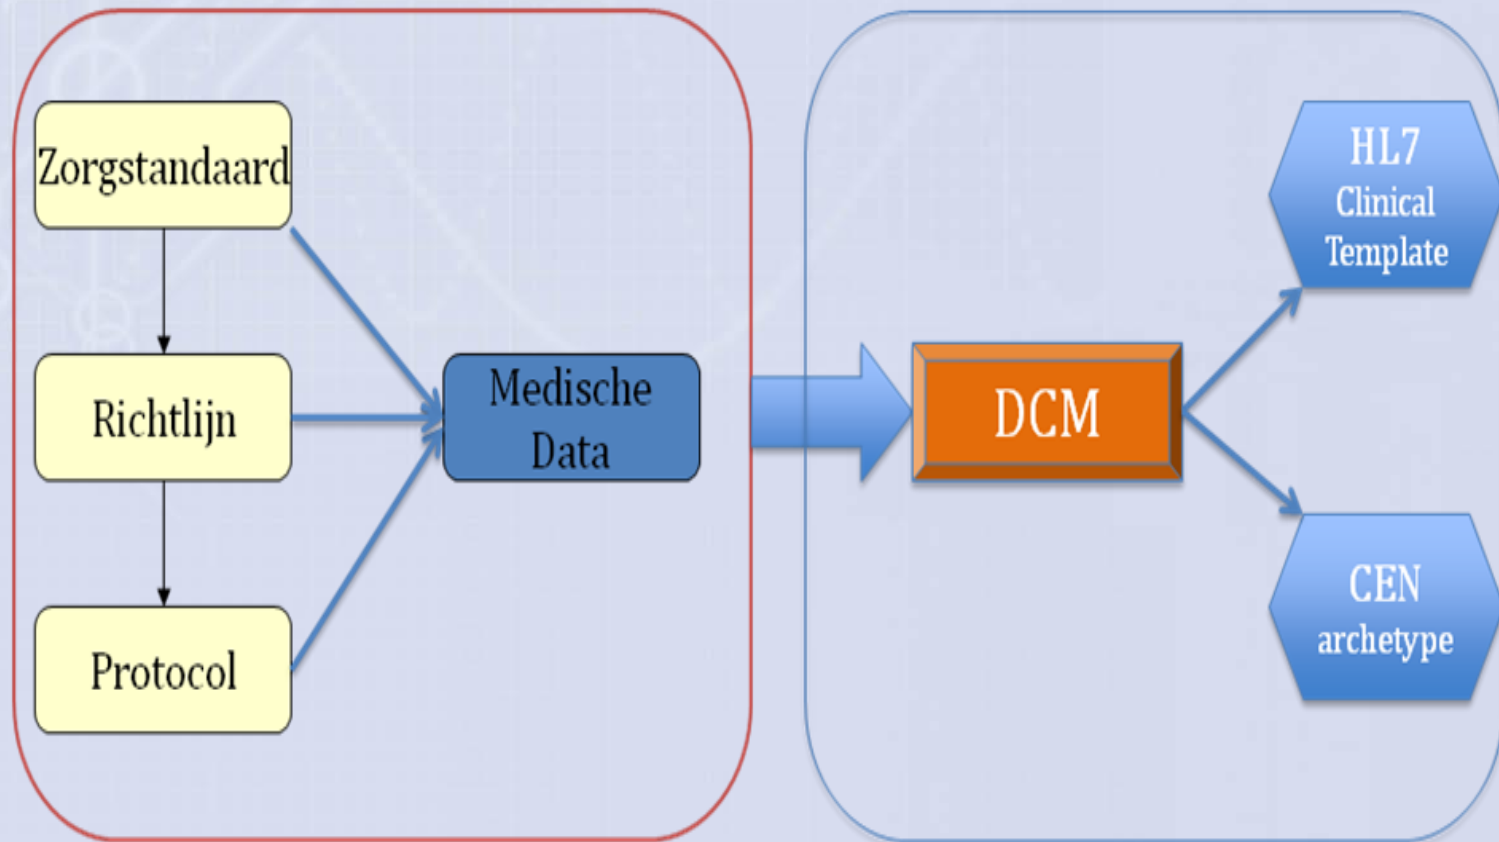 Zorgstandaard
Richtlijn
Protocol
Medische
Data
DCM
HL7
Clinical
Template
CEN
archetype